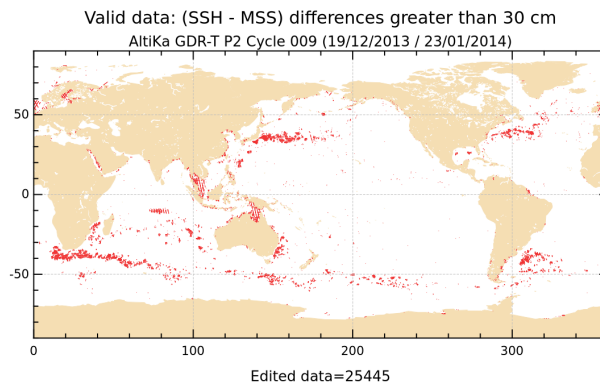 Valid data: (SSH - MSS) differences greater than 30 cm
AltiKa GDR-T P2 Cycle 009 (19/12/2013 / 23/01/2014)
50
0
-50
0 100 200 300
Edited data=25445